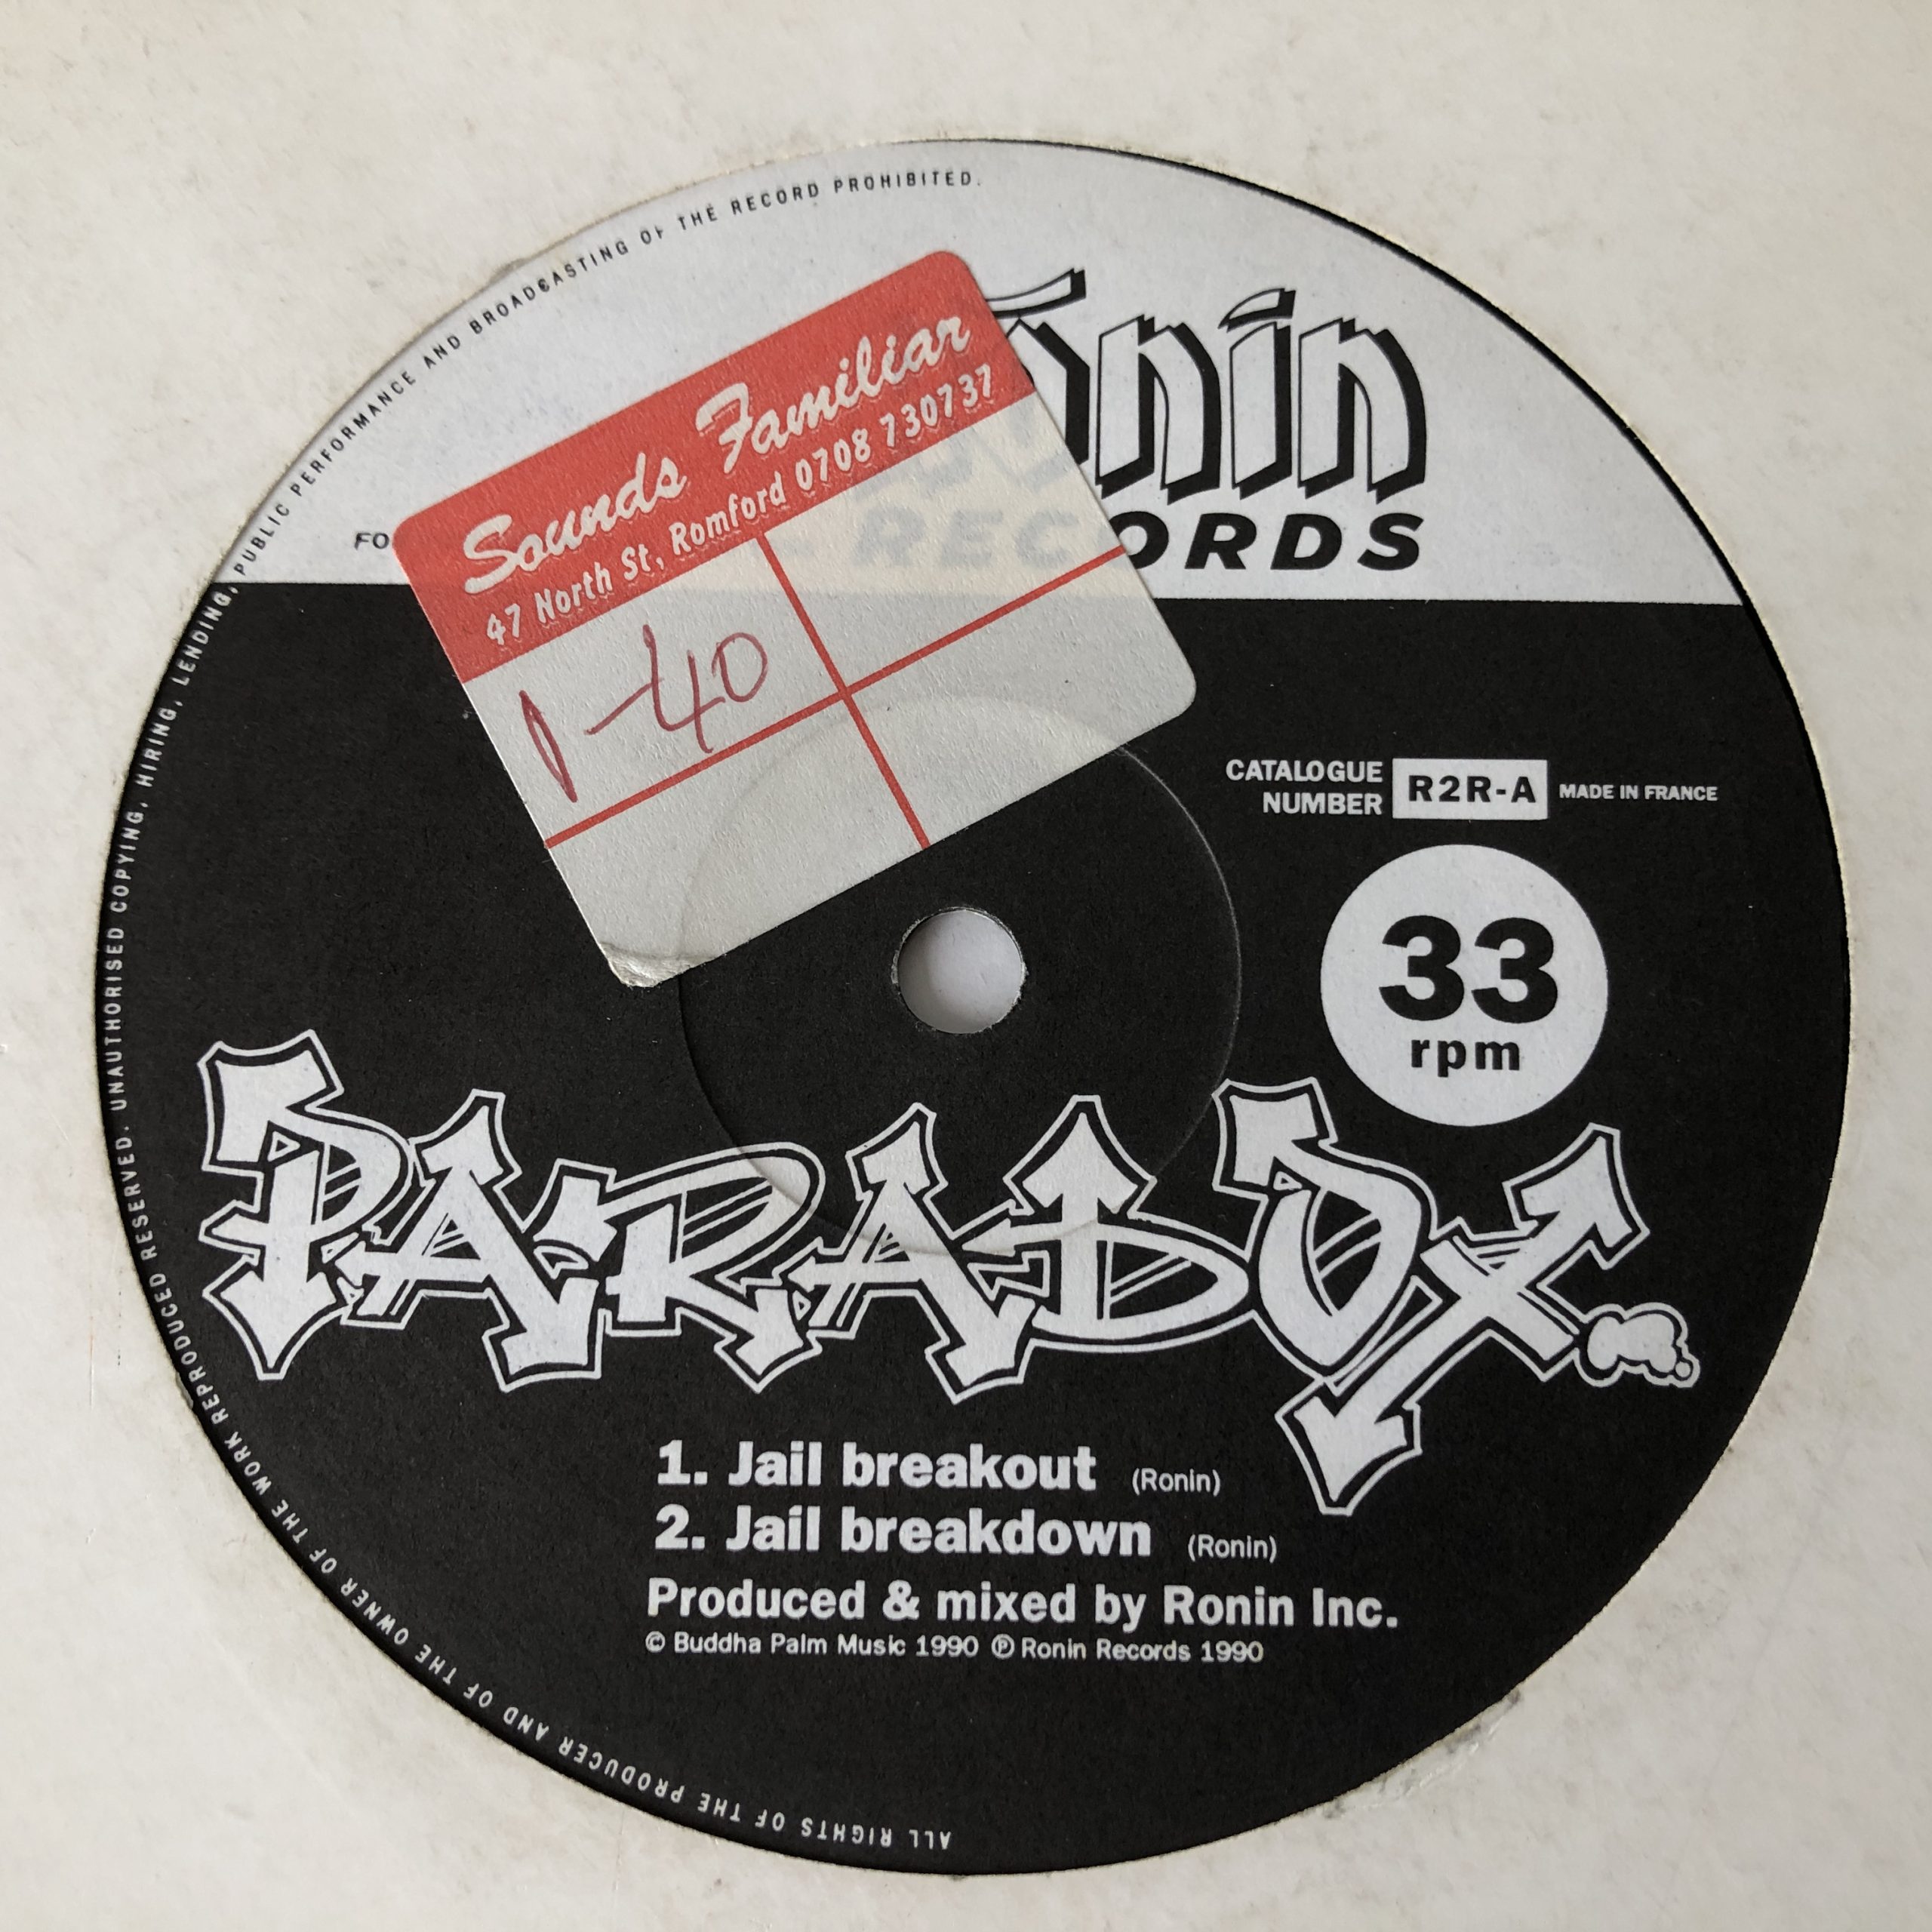 ALL RIGHTS OF THE PRODUCER AND OF THE OWNER OF THE WORK REPRODUCED RESERVED. UNAUTHORISED COPYING, HIRING, LENDING, PUBLIC PERFORMANCE AND BROADCASTING OF THE RECORD PROHIBITED.
Sounds Familiar
47 North St, Romford 0708 730737
1-40
RECORDS
CATALOGUE
NUMBER
R2R-A
MADE IN FRANCE
33
rpm
PARADOX
1. Jail breakout (Ronin)
2. Jail breakdown (Ronin)
Produced & mixed by Ronin Inc.
© Buddha Palm Music 1990 ℗ Ronin Records 1990